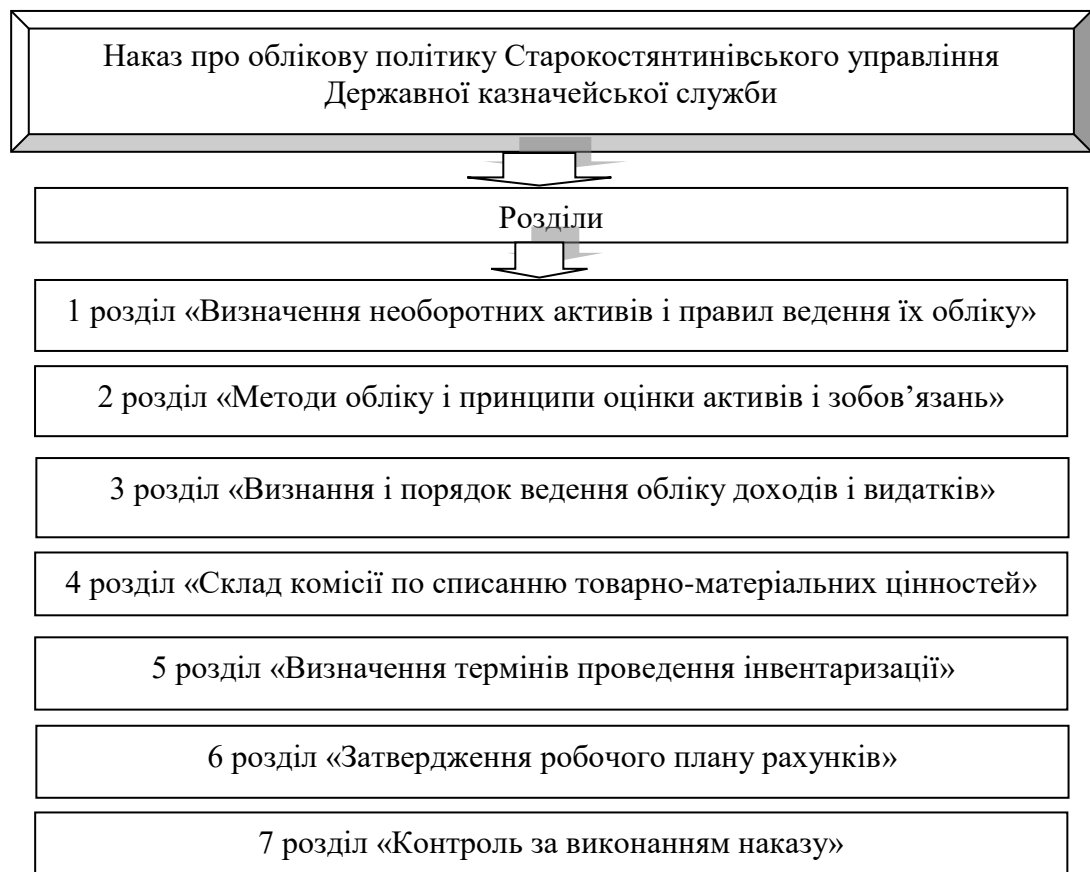 Наказ про облікову політику Старокостянтинівського управління
Державної казначейської служби
Розділи
1 розділ «Визначення необоротних активів і правил ведення їх обліку»
2 розділ «Методи обліку і принципи оцінки активів і зобов’язань»
3 розділ «Визнання і порядок ведення обліку доходів і видатків»
4 розділ «Склад комісії по списанню товарно-матеріальних цінностей»
5 розділ «Визначення термінів проведення інвентаризації»
6 розділ «Затвердження робочого плану рахунків»
7 розділ «Контроль за виконанням наказу»